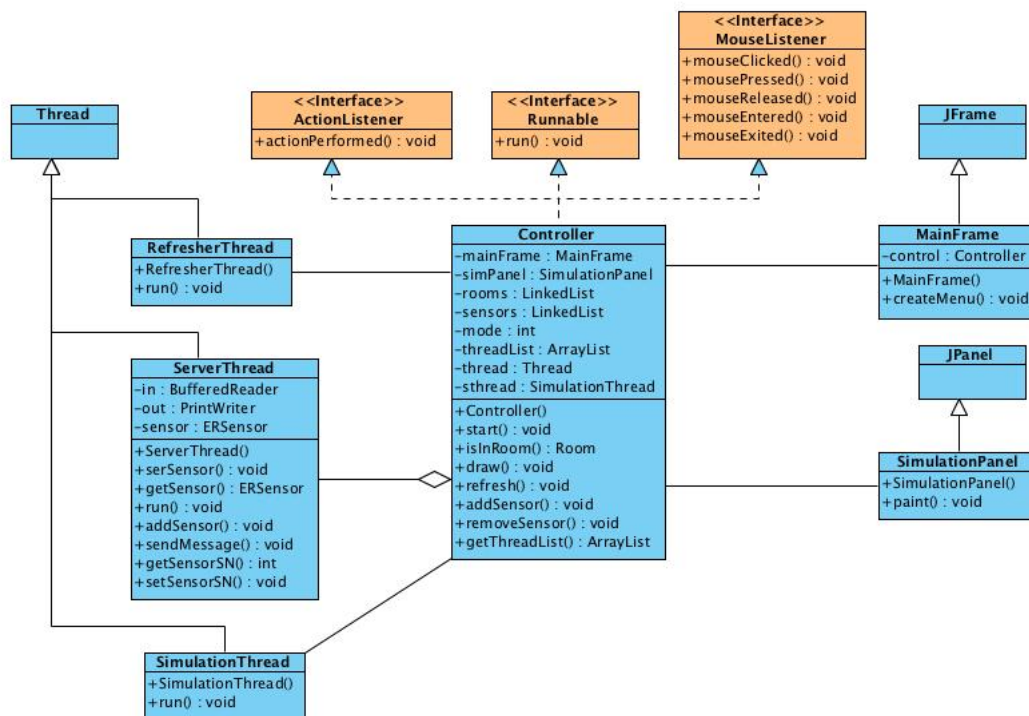 <<Interface>>
MouseListener
+mouseClicked() : void
+mousePressed() : void
+mouseReleased() : void
+mouseEntered() : void
+mouseExited() : void
<<Interface>>
ActionListener
+actionPerformed() : void
<<Interface>>
Runnable
+run() : void
Thread
JFrame
RefresherThread
+RefresherThread()
+run() : void
Controller
-mainFrame : MainFrame
-simPanel : SimulationPanel
-rooms : LinkedList
-sensors : LinkedList
-mode : int
-threadList : ArrayList
-thread : Thread
-sthread : SimulationThread
+Controller()
+start() : void
+isInRoom() : Room
+draw() : void
+refresh() : void
+addSensor() : void
+removeSensor() : void
+getThreadList() : ArrayList
MainFrame
-control : Controller
+MainFrame()
+createMenu() : void
ServerThread
-in : BufferedReader
-out : PrintWriter
-sensor : ERSensor
+ServerThread()
+serSensor() : void
+getSensor() : ERSensor
+run() : void
+addSensor() : void
+sendMessage() : void
+getSensorSN() : int
+setSensorSN() : void
JPanel
SimulationPanel
+SimulationPanel()
+paint() : void
SimulationThread
+SimulationThread()
+run() : void